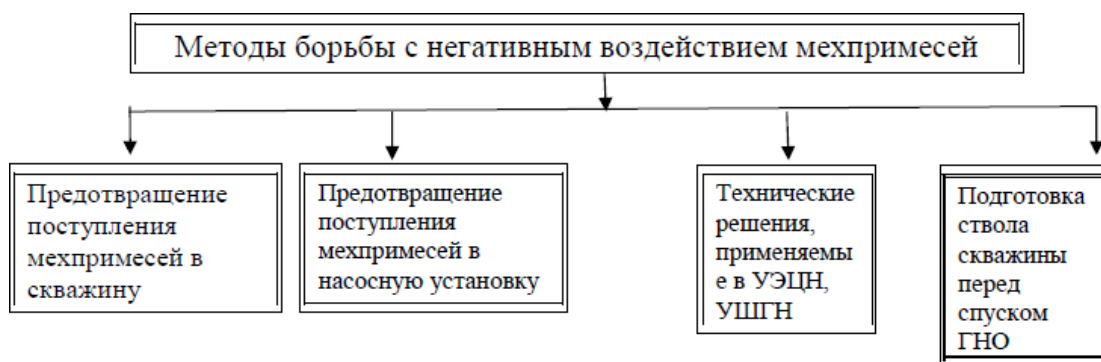 Методы борьбы с негативным воздействием мехпримесей
Предотвращение
поступления
мехпримесей в
скважину
Предотвращение
поступления
мехпримесей в
насосную установку
Технические
решения,
применяемы
е в УЭЦН,
УШГН
Подготовка
ствола
скважины
перед
спуском
ГНО